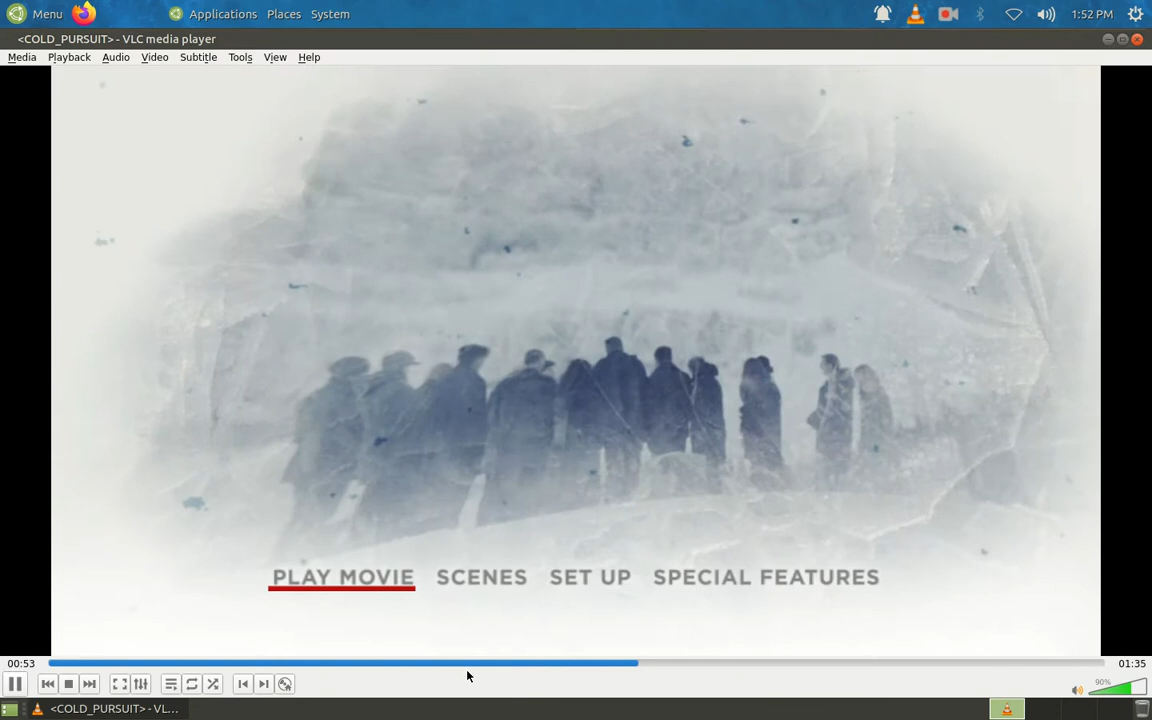 Menu Applications Places System 1:52 PM
<COLD_PURSUIT> - VLC media player
Media Playback Audio Video Subtitle Tools View Help
PLAY MOVIE SCENES SET UP SPECIAL FEATURES
00:53 01:35
90%
<COLD_PURSUIT> - VL...